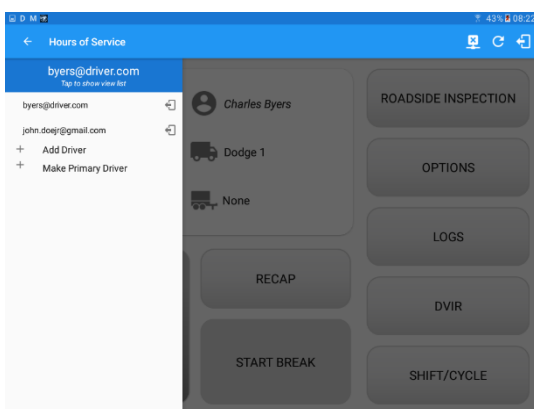 D M 43% 08:22
Hours of Service
byers@driver.com
Tap to show view list
byers@driver.com
john.doejr@gmail.com
+ Add Driver
+ Make Primary Driver
Charles Byers
Dodge 1
None
RECAP
START BREAK
ROADSIDE INSPECTION
OPTIONS
LOGS
DVIR
SHIFT/CYCLE